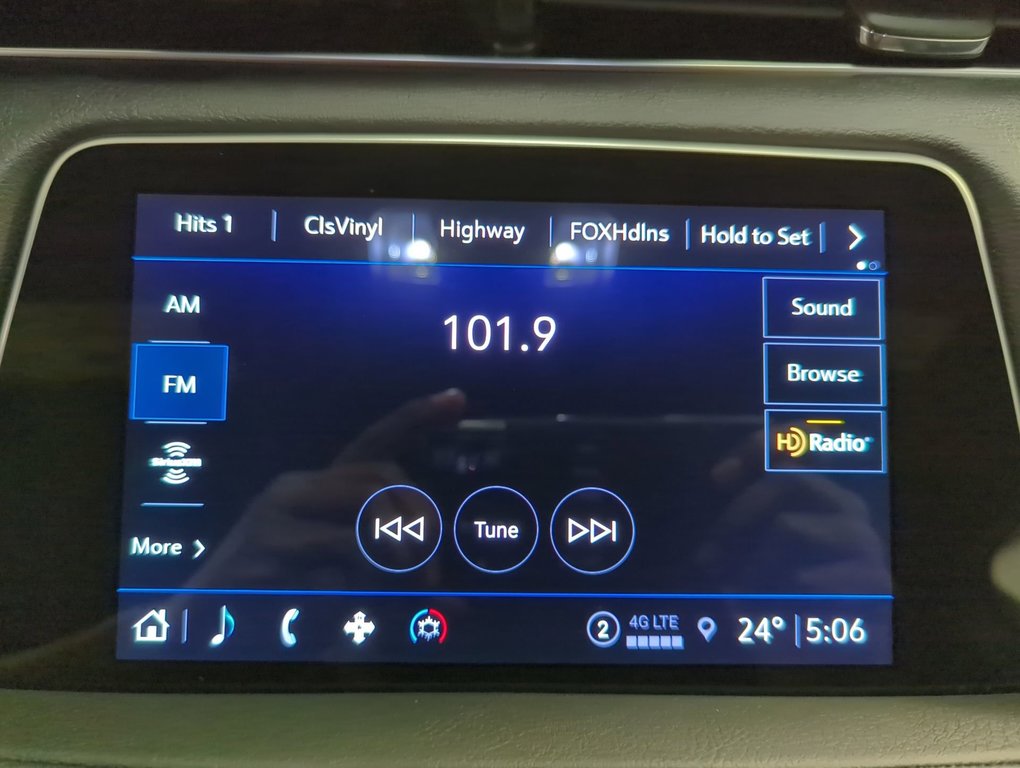 Hits 1 ClsVinyl Highway FOXHdlns Hold to Set
AM
101.9
Sound
FM
Browse
HD Radio
SiriusXM
Tune
More
2 4G LTE 24° 5:06